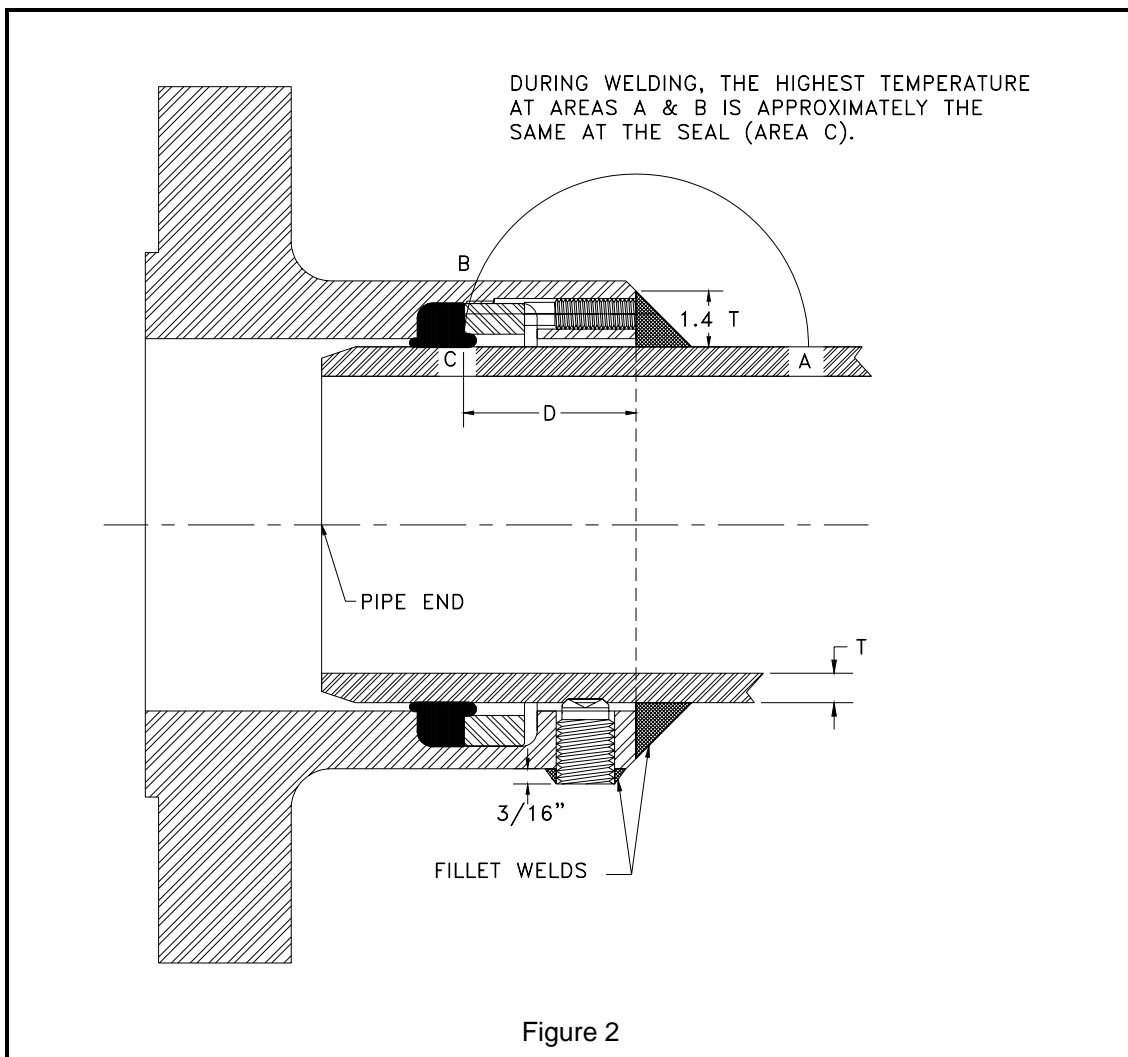 DURING WELDING, THE HIGHEST TEMPERATURE
AT AREAS A & B IS APPROXIMATELY THE
SAME AT THE SEAL (AREA C).
B
1.4 T
C
A
D
PIPE END
T
3/16”
FILLET WELDS
Figure 2